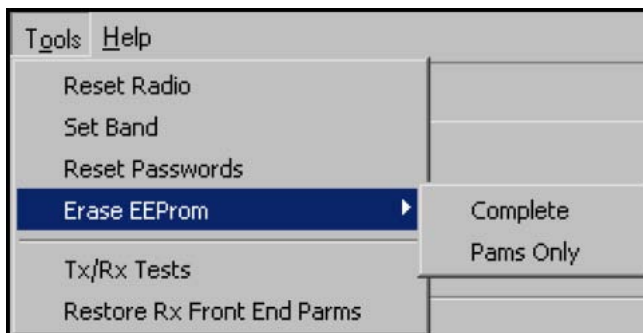 Tools Help
Reset Radio
Set Band
Reset Passwords
Erase EEProm
Complete
Pams Only
Tx/Rx Tests
Restore Rx Front End Parms